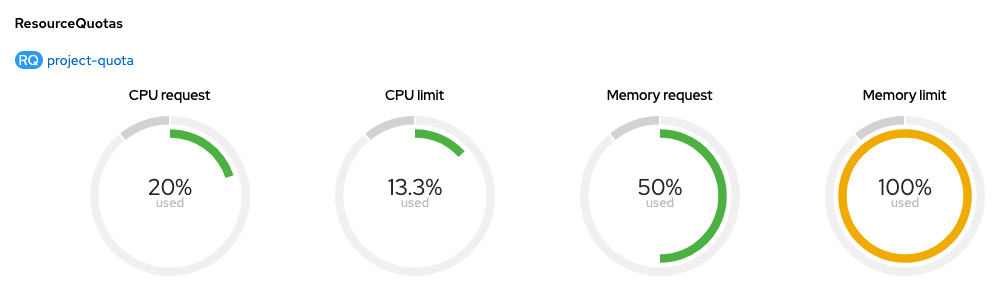 ResourceQuotas
RQ project-quota
CPU request
CPU limit
Memory request
Memory limit
20%
used
13.3%
used
50%
used
100%
used